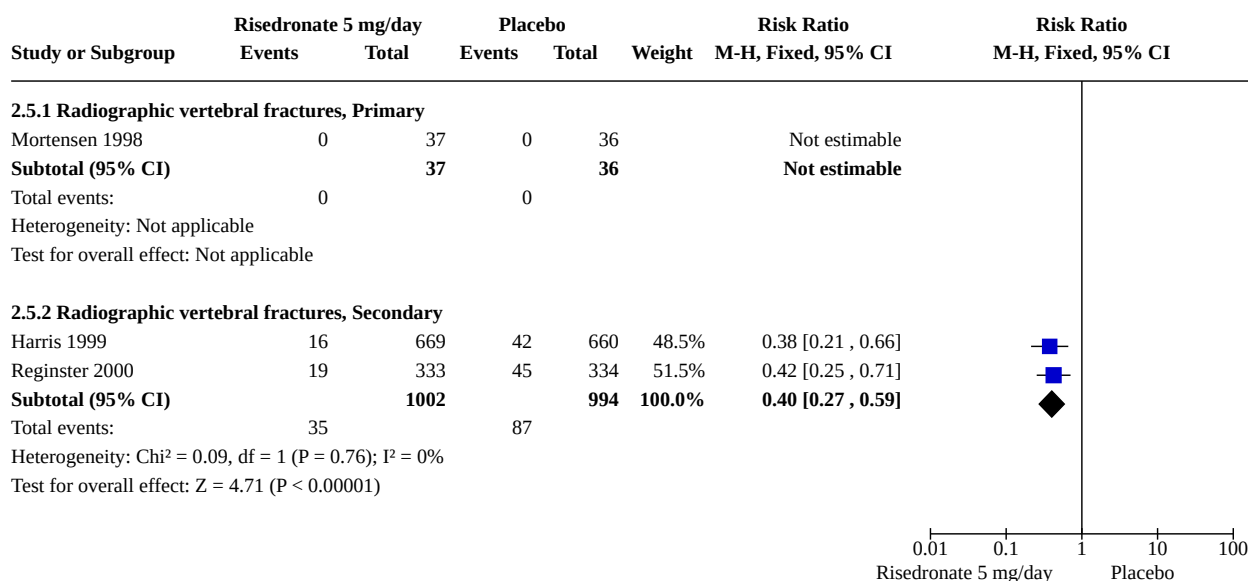 Risedronate 5 mg/day Placebo Risk Ratio Risk Ratio
Study or Subgroup Events Total Events Total Weight M-H, Fixed, 95% CI M-H, Fixed, 95% CI
2.5.1 Radiographic vertebral fractures, Primary
Mortensen 1998 0 37 0 36 Not estimable
Subtotal (95% CI) 37 36 Not estimable
Total events: 0 0
Heterogeneity: Not applicable
Test for overall effect: Not applicable
2.5.2 Radiographic vertebral fractures, Secondary
Harris 1999 16 669 42 660 48.5% 0.38 [0.21 , 0.66]
Reginster 2000 19 333 45 334 51.5% 0.42 [0.25 , 0.71]
Subtotal (95% CI) 1002 994 100.0% 0.40 [0.27 , 0.59]
Total events: 35 87
Heterogeneity: Chi² = 0.09, df = 1 (P = 0.76); I² = 0%
Test for overall effect: Z = 4.71 (P < 0.00001)
0.01 0.1 1 10 100
Risedronate 5 mg/day Placebo